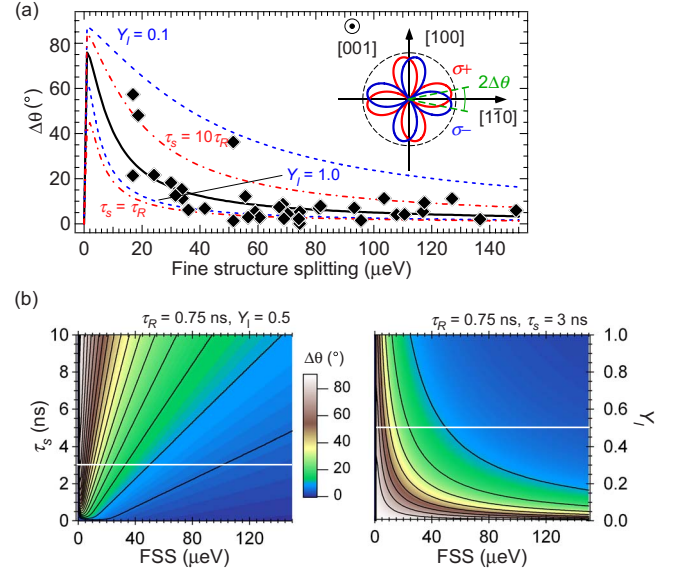 (a)
Y_I = 0.1
[001]
[100]
σ+
2Δθ
[11̄0]
σ−
τ_s = 10τ_R
Y_I = 1.0
τ_s = τ_R
Δθ (°)
80
60
40
20
0
0 20 40 60 80 100 120 140
Fine structure splitting (μeV)
(b)
τ_R = 0.75 ns, Y_I = 0.5
τ_s (ns)
10
8
6
4
2
0
0 40 80 120
FSS (μeV)
Δθ (°)
80
60
40
20
0
τ_R = 0.75 ns, τ_s = 3 ns
1.0
0.8
0.6
0.4
0.2
0.0
Y_I
0 40 80 120
FSS (μeV)